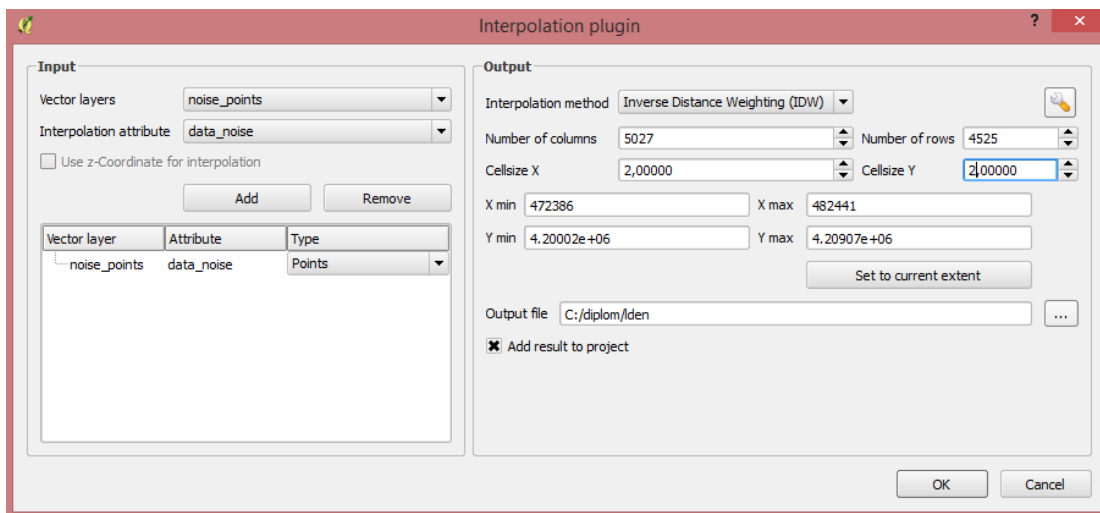 Interpolation plugin
? ×
Input
Vector layers noise_points
Interpolation attribute data_noise
Use z-Coordinate for interpolation
Add Remove
Vector layer Attribute Type
noise_points data_noise Points
Output
Interpolation method Inverse Distance Weighting (IDW)
Number of columns 5027 Number of rows 4525
Cellsize X 2,00000 Cellsize Y 2,00000
X min 472386 X max 482441
Y min 4.20002e+06 Y max 4.20907e+06
Set to current extent
Output file C:/diplom/lden ...
Add result to project
OK Cancel